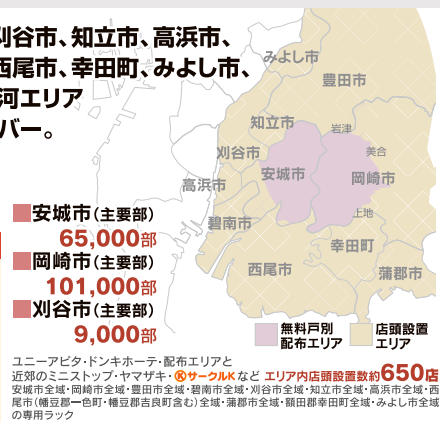 刈谷市、知立市、高浜市、
西尾市、幸田町、みよし市、
河エリア
バー。
みよし市
豊田市
知立市
岩津
刈谷市
美合
安城市
岡崎市
高浜市
碧南市
上地
幸田町
西尾市
蒲郡市
安城市（主要部）
65,000部
岡崎市（主要部）
101,000部
刈谷市（主要部）
9,000部
無料戸別
配布エリア
店頭設置
エリア
ユニーアピタ・ドンキホーテ・配布エリアと
近郊のミニストップ・ヤマザキ・ⓀサークルKなど エリア内店頭設置数約650店
安城市全域・岡崎市全域・豊田市全域・碧南市全域・刈谷市全域・知立市全域・高浜市全域・西
尾市（幡豆郡一色町・幡豆郡吉良町含む）全域・蒲郡市全域・額田郡幸田町全域・みよし市全域
の専用ラック